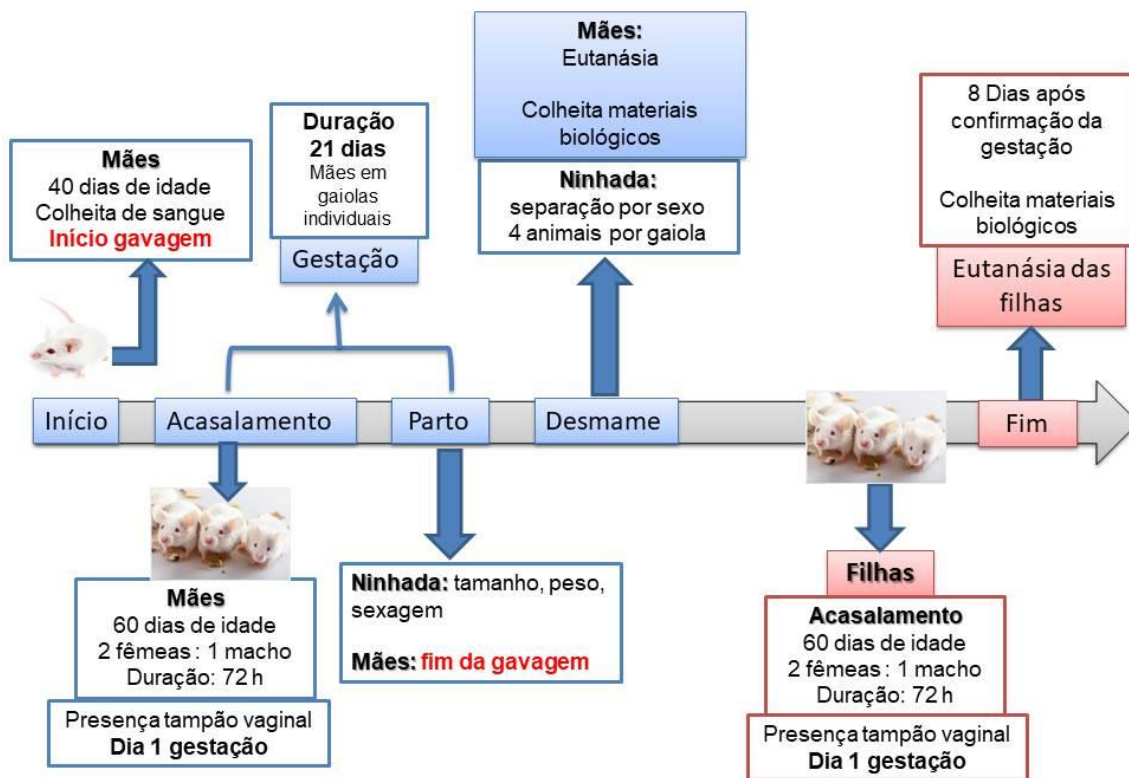 Mães:
Eutanásia
Colheita materiais
biológicos
Ninhada:
separação por sexo
4 animais por gaiola
8 Dias após
confirmação da
gestação
Colheita materiais
biológicos
Eutanásia das
filhas
Duração
21 dias
Mães em
gaiolas
individuais
Gestação
Mães
40 dias de idade
Colheita de sangue
Início gavagem
Início
Acasalamento
Parto
Desmame
Fim
Mães
60 dias de idade
2 fêmeas : 1 macho
Duração: 72 h
Presença tampão vaginal
Dia 1 gestação
Ninhada: tamanho, peso,
sexagem
Mães: fim da gavagem
Filhas
Acasalamento
60 dias de idade
2 fêmeas : 1 macho
Duração: 72 h
Presença tampão vaginal
Dia 1 gestação